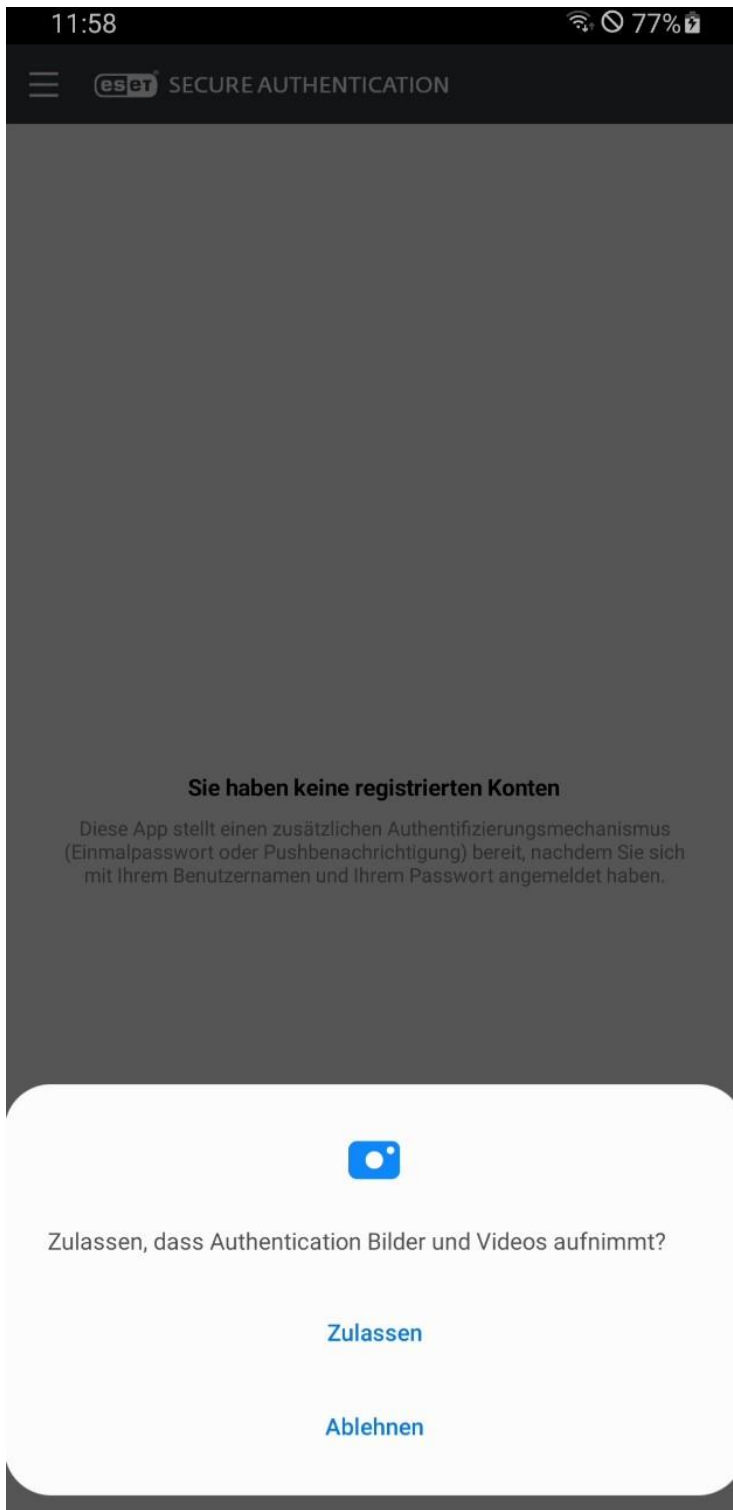 11:58 77%
eset SECURE AUTHENTICATION
Sie haben keine registrierten Konten
Diese App stellt einen zusätzlichen Authentifizierungsmechanismus
(Einmalpasswort oder Pushbenachrichtigung) bereit, nachdem Sie sich
mit Ihrem Benutzernamen und Ihrem Passwort angemeldet haben.
Zulassen, dass Authentication Bilder und Videos aufnimmt?
Zulassen
Ablehnen